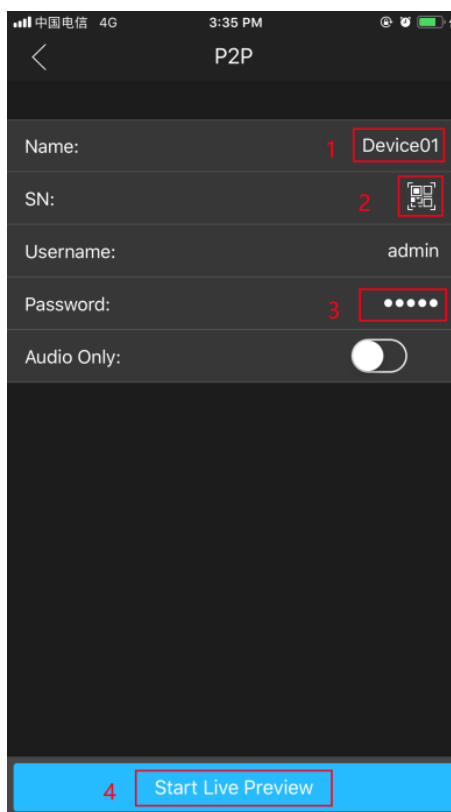 中国电信 4G 3:35 PM
P2P
Name: 1 Device01
SN: 2
Username: admin
Password: 3 •••••
Audio Only:
4 Start Live Preview